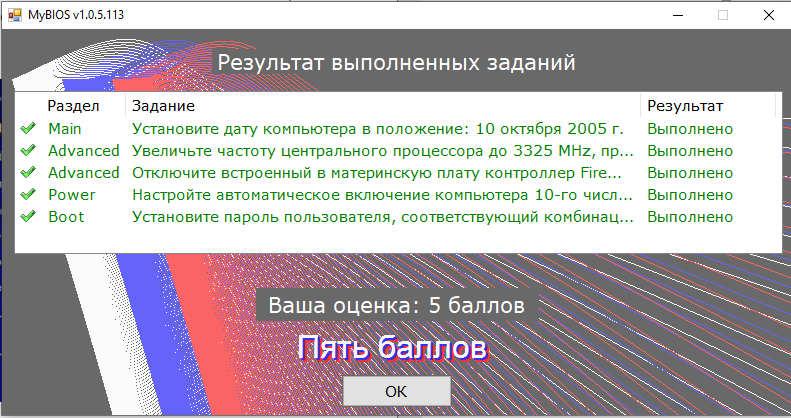 MyBIOS v1.0.5.113
Результат выполненных заданий
Раздел Задание Результат
Main Установите дату компьютера в положение: 10 октября 2005 г. Выполнено
Advanced Увеличьте частоту центрального процессора до 3325 MHz, пр... Выполнено
Advanced Отключите встроенный в материнскую плату контроллер Fire... Выполнено
Power Настройте автоматическое включение компьютера 10-го числ... Выполнено
Boot Установите пароль пользователя, соответствующий комбинац... Выполнено
Ваша оценка: 5 баллов
Пять баллов
OK